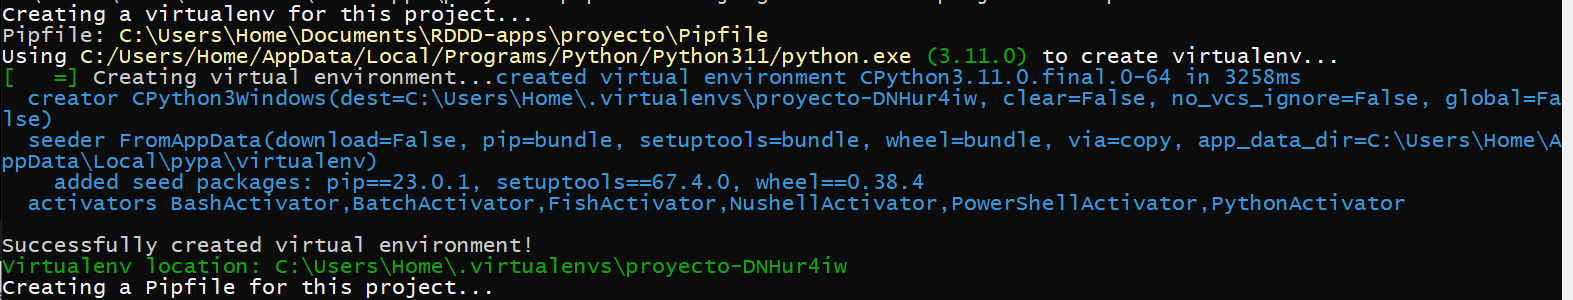 Creating a virtualenv for this project...
Pipfile: C:\Users\Home\Documents\RDDD-apps\proyecto\Pipfile
Using C:/Users/Home/AppData/Local/Programs/Python/Python311/python.exe (3.11.0) to create virtualenv...
[   =] Creating virtual environment...created virtual environment CPython3.11.0.final.0-64 in 3258ms
  creator CPython3Windows(dest=C:\Users\Home\.virtualenvs\proyecto-DNHur4iw, clear=False, no_vcs_ignore=False, global=Fa
lse)
  seeder FromAppData(download=False, pip=bundle, setuptools=bundle, wheel=bundle, via=copy, app_data_dir=C:\Users\Home\A
ppData\Local\pypa\virtualenv)
    added seed packages: pip==23.0.1, setuptools==67.4.0, wheel==0.38.4
  activators BashActivator,BatchActivator,FishActivator,NushellActivator,PowerShellActivator,PythonActivator
Successfully created virtual environment!
Virtualenv location: C:\Users\Home\.virtualenvs\proyecto-DNHur4iw
Creating a Pipfile for this project...